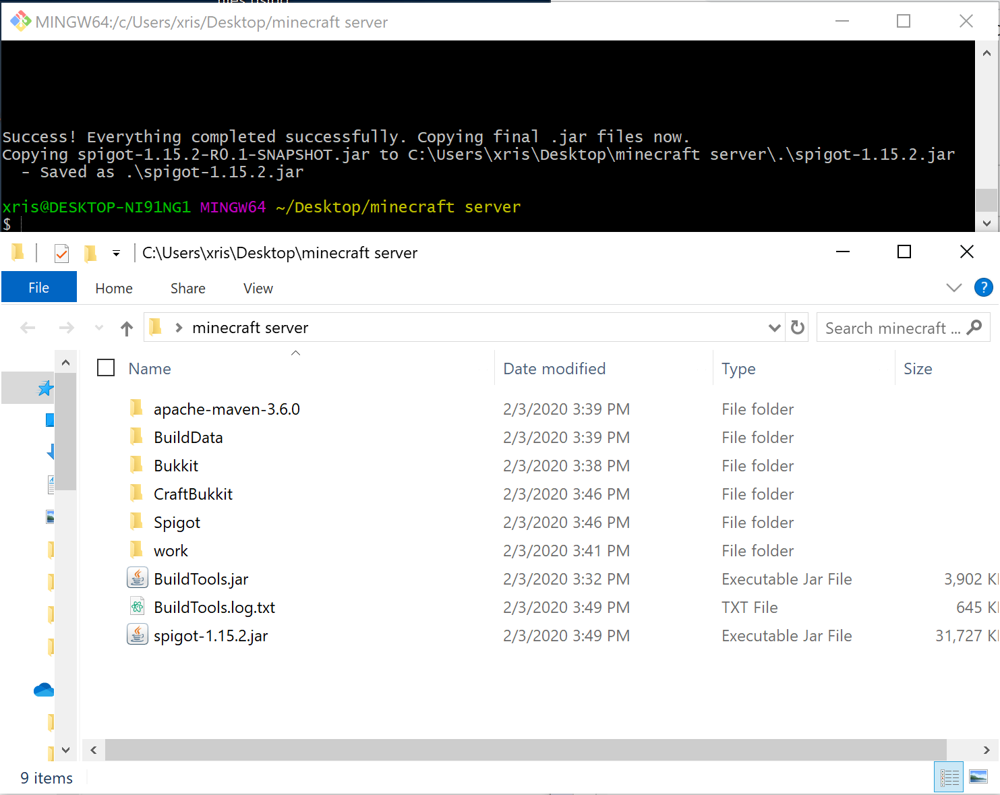 MINGW64:/c/Users/xris/Desktop/minecraft server
Success! Everything completed successfully. Copying final .jar files now.
Copying spigot-1.15.2-R0.1-SNAPSHOT.jar to C:\Users\xris\Desktop\minecraft server\.\spigot-1.15.2.jar
- Saved as .\spigot-1.15.2.jar
xris@DESKTOP-NI91NG1 MINGW64 ~/Desktop/minecraft server
$
C:\Users\xris\Desktop\minecraft server
File Home Share View ?
minecraft server Search minecraft ...
Name Date modified Type Size
apache-maven-3.6.0 2/3/2020 3:39 PM File folder
BuildData 2/3/2020 3:39 PM File folder
Bukkit 2/3/2020 3:38 PM File folder
CraftBukkit 2/3/2020 3:46 PM File folder
Spigot 2/3/2020 3:46 PM File folder
work 2/3/2020 3:41 PM File folder
BuildTools.jar 2/3/2020 3:32 PM Executable Jar File 3,902
BuildTools.log.txt 2/3/2020 3:49 PM TXT File 645
spigot-1.15.2.jar 2/3/2020 3:49 PM Executable Jar File 31,727
9 items